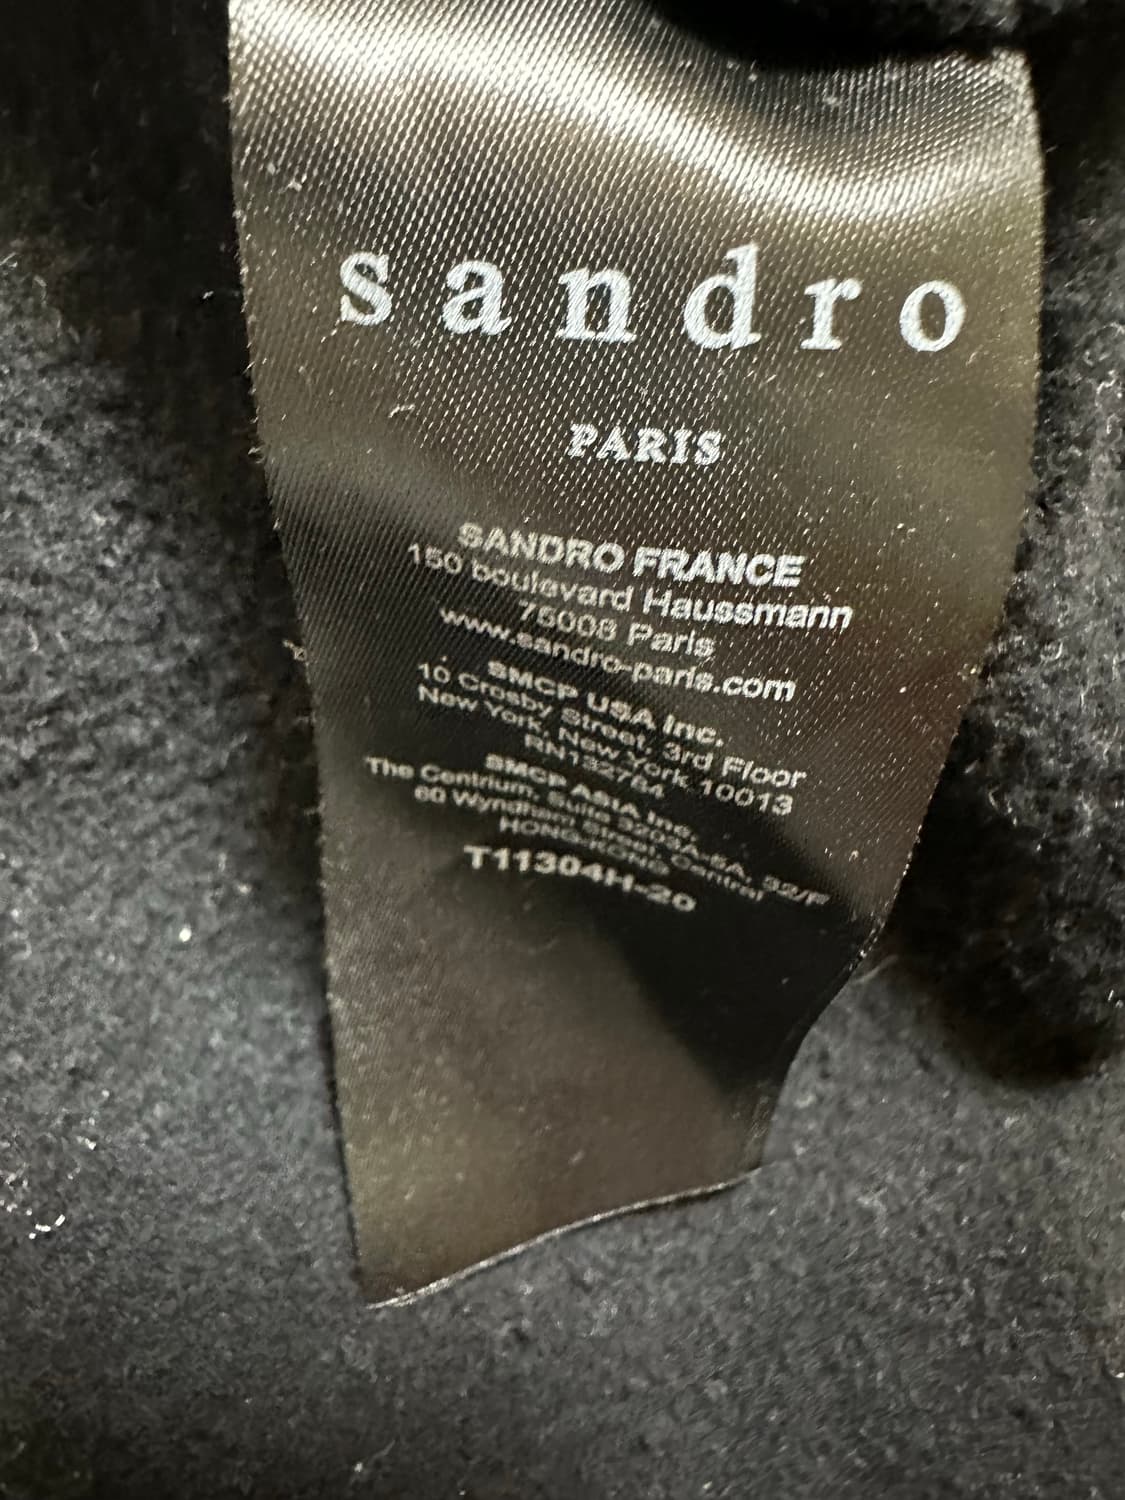 sandro
PARIS
SANDRO FRANCE
150 boulevard Haussmann
75008 Paris
www.sandro-paris.com
SMCP USA Inc.
10 Crosby Street, 3rd Floor
New York, New York 10013
RN132784
SMCP ASIA Inc.
The Centrium, Suite 3203A-5A, 32/F
60 Wyndham Street, Central
HONG-KONG
T11304H-20